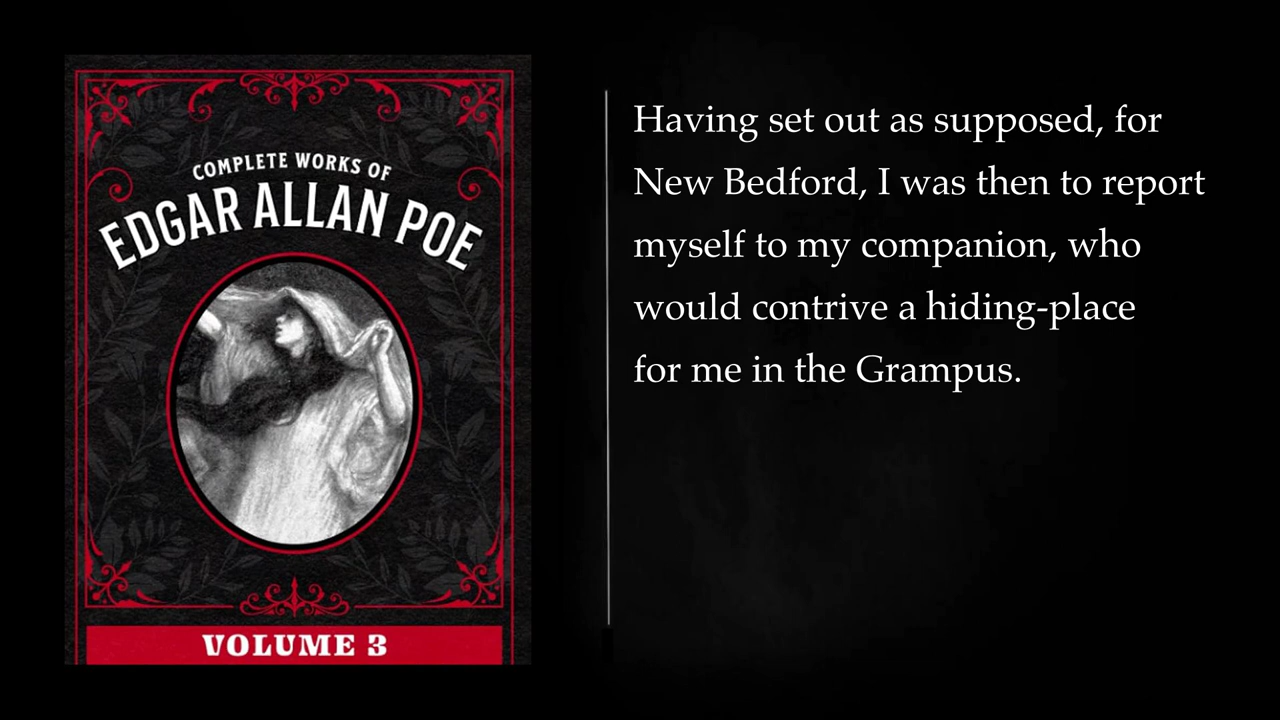 COMPLETE WORKS OF
EDGAR ALLAN POE
VOLUME 3
Having set out as supposed, for
New Bedford, I was then to report
myself to my companion, who
would contrive a hiding-place
for me in the Grampus.